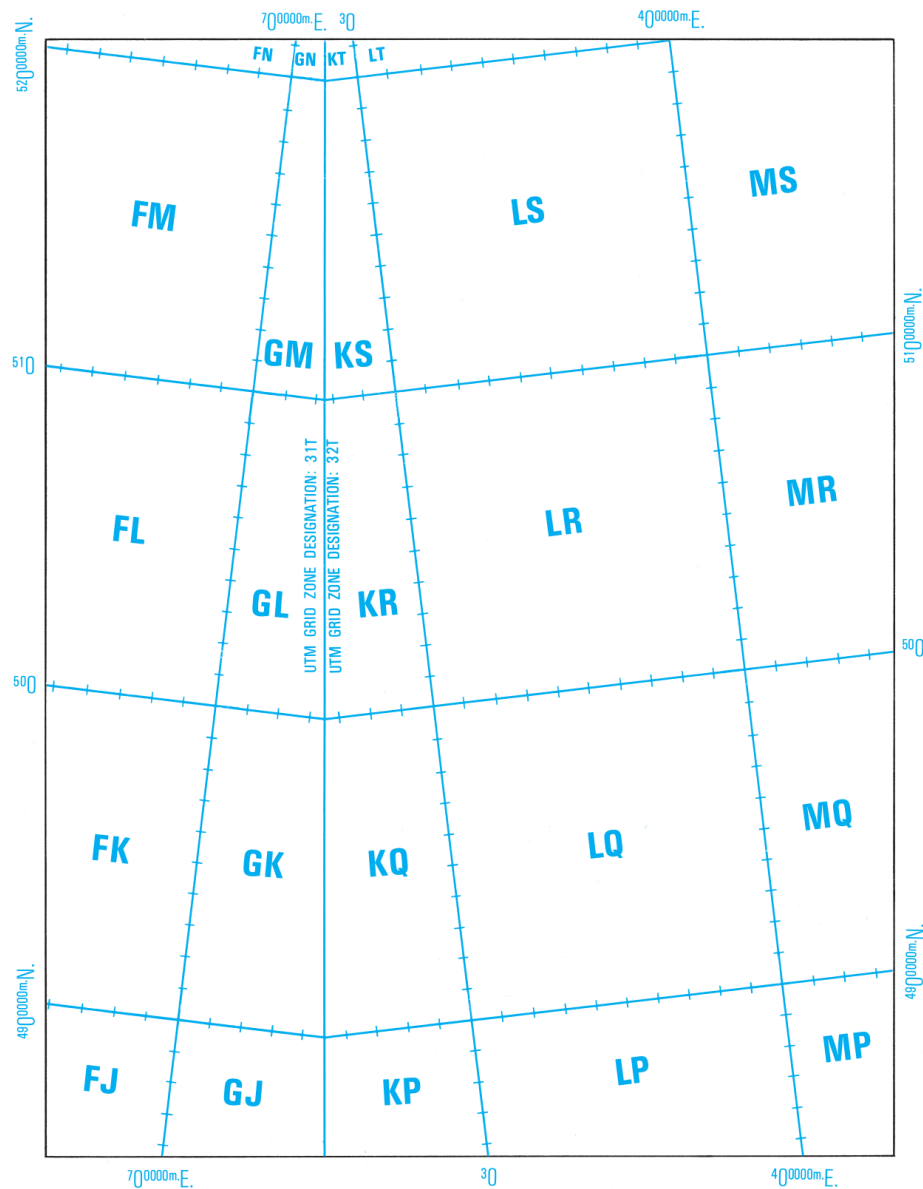 700000m.E. 30 400000m.E.
5200000m.N.
FN GN KT LT
FM LS MS
GM KS
510
5100000m.N.
UTM GRID ZONE DESIGNATION: 31T
UTM GRID ZONE DESIGNATION: 32T
FL LR MR
GL KR
500
500
FK GK KQ LQ MQ
4900000m.N.
4900000m.N.
FJ GJ KP LP MP
700000m.E. 30 400000m.E.